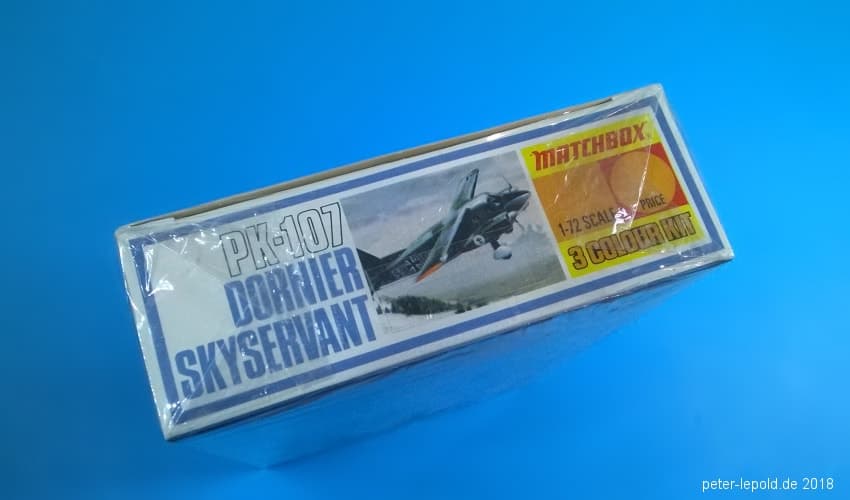 PK-107
DORNIER
SKYSERVANT
MATCHBOX
1-72 SCALE
PRICE
3 COLOUR KIT
peter-lepold.de 2018